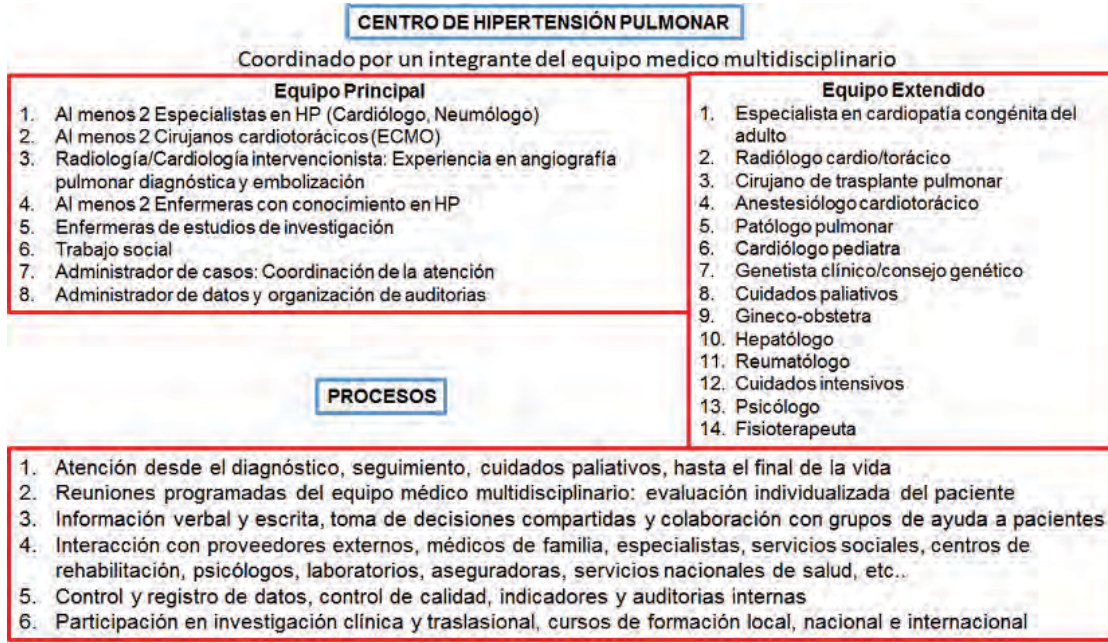 CENTRO DE HIPERTENSIÓN PULMONAR
Coordinado por un integrante del equipo medico multidisciplinario
Equipo Principal
1. Al menos 2 Especialistas en HP (Cardiólogo, Neumólogo)
2. Al menos 2 Cirujanos cardiotorácicos (ECMO)
3. Radiología/Cardiología intervencionista: Experiencia en angiografía
pulmonar diagnóstica y embolización
4. Al menos 2 Enfermeras con conocimiento en HP
5. Enfermeras de estudios de investigación
6. Trabajo social
7. Administrador de casos: Coordinación de la atención
8. Administrador de datos y organización de auditorias
Equipo Extendido
1. Especialista en cardiopatía congénita del
adulto
2. Radiólogo cardio/torácico
3. Cirujano de trasplante pulmonar
4. Anestesiólogo cardiotorácico
5. Patólogo pulmonar
6. Cardiólogo pediatra
7. Genetista clínico/consejo genético
8. Cuidados paliativos
9. Gineco-obstetra
10. Hepatólogo
11. Reumatólogo
12. Cuidados intensivos
13. Psicólogo
14. Fisioterapeuta
PROCESOS
1. Atención desde el diagnóstico, seguimiento, cuidados paliativos, hasta el final de la vida
2. Reuniones programadas del equipo médico multidisciplinario: evaluación individualizada del paciente
3. Información verbal y escrita, toma de decisiones compartidas y colaboración con grupos de ayuda a pacientes
4. Interacción con proveedores externos, médicos de familia, especialistas, servicios sociales, centros de
rehabilitación, psicólogos, laboratorios, aseguradoras, servicios nacionales de salud, etc..
5. Control y registro de datos, control de calidad, indicadores y auditorias internas
6. Participación en investigación clínica y traslasional, cursos de formación local, nacional e internacional